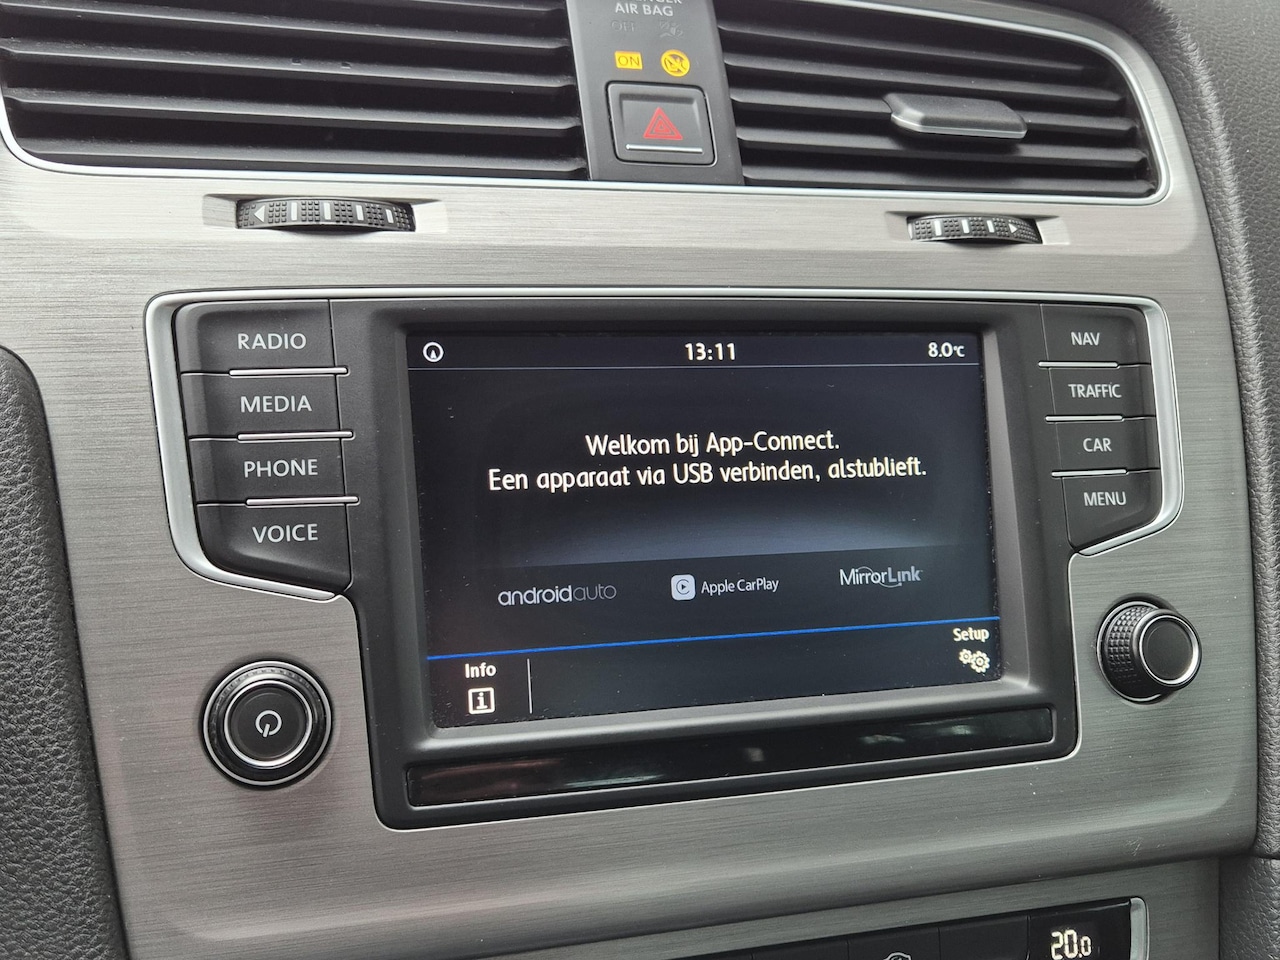 AIR BAG
OFF
ON
RADIO
MEDIA
PHONE
VOICE
13:11
8.0°C
Welkom bij App-Connect.
Een apparaat via USB verbinden, alstublieft.
androidauto
Apple CarPlay
MirrorLink
Info
Setup
NAV
TRAFFIC
CAR
MENU
20.0